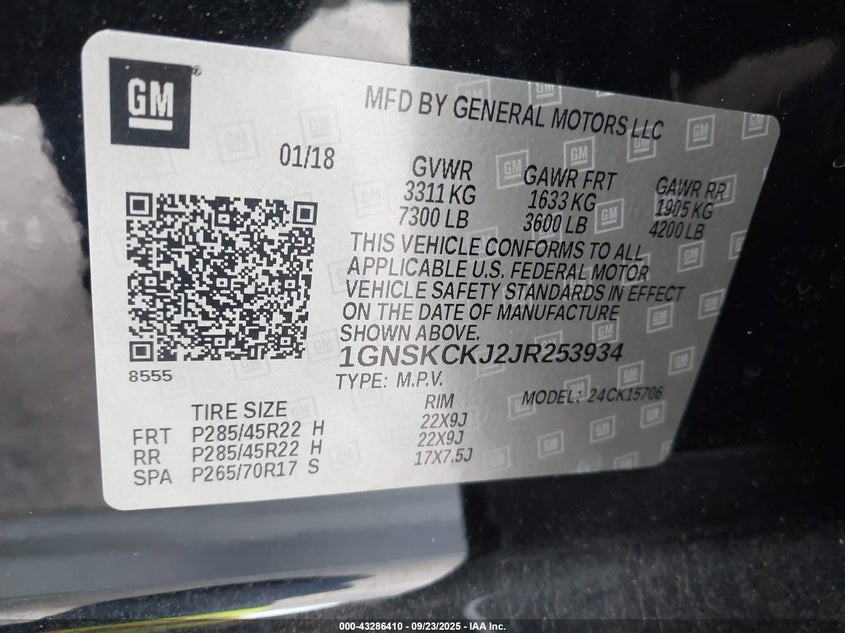 GM
MFD BY GENERAL MOTORS LLC
01/18
GVWR
3311 KG
7300 LB
GAWR FRT
1633 KG
3600 LB
GAWR RR
1905 KG
4200 LB
THIS VEHICLE CONFORMS TO ALL
APPLICABLE U.S. FEDERAL MOTOR
VEHICLE SAFETY STANDARDS IN EFFECT
ON THE DATE OF MANUFACTURE
SHOWN ABOVE.
8555
1GNSKCKJ2JR253934
TYPE: M.P.V.
MODEL: 24CK15706
TIRE SIZE RIM
FRT P285/45R22 H 22X9J
RR P285/45R22 H 22X9J
SPA P265/70R17 S 17X7.5J
000-43286410 - 09/23/2025 - IAA Inc.